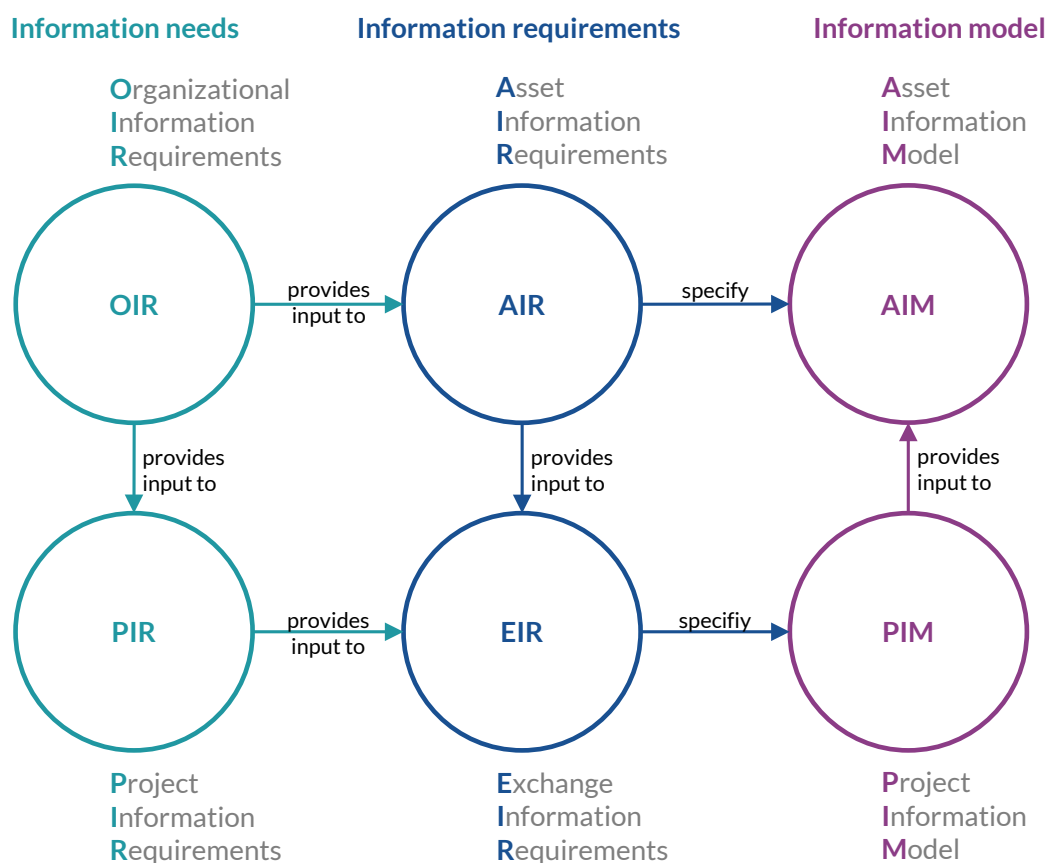 Information needs
Information requirements
Information model
Organizational
Information
Requirements
Asset
Information
Requirements
Asset
Information
Model
OIR
provides
input to
AIR
specify
AIM
provides
input to
provides
input to
provides
input to
PIR
provides
input to
EIR
specifiy
PIM
Project
Information
Requirements
Exchange
Information
Requirements
Project
Information
Model